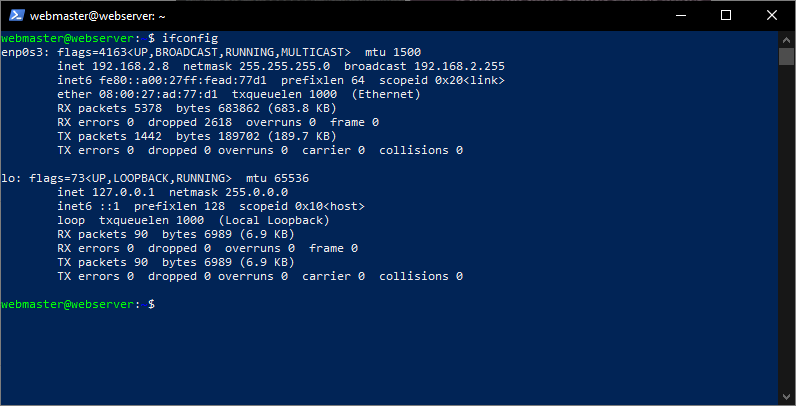 webmaster@webserver: ~
webmaster@webserver: $ ifconfig
enp0s3: flags=4163<UP,BROADCAST,RUNNING,MULTICAST>  mtu 1500
        inet 192.168.2.8  netmask 255.255.255.0  broadcast 192.168.2.255
        inet6 fe80::a00:27ff:fead:77d1  prefixlen 64  scopeid 0x20<link>
        ether 08:00:27:ad:77:d1  txqueuelen 1000  (Ethernet)
        RX packets 5378  bytes 683862 (683.8 KB)
        RX errors 0  dropped 2618  overruns 0  frame 0
        TX packets 1442  bytes 189702 (189.7 KB)
        TX errors 0  dropped 0 overruns 0  carrier 0  collisions 0
lo: flags=73<UP,LOOPBACK,RUNNING>  mtu 65536
        inet 127.0.0.1  netmask 255.0.0.0
        inet6 ::1  prefixlen 128  scopeid 0x10<host>
        loop  txqueuelen 1000  (Local Loopback)
        RX packets 90  bytes 6989 (6.9 KB)
        RX errors 0  dropped 0  overruns 0  frame 0
        TX packets 90  bytes 6989 (6.9 KB)
        TX errors 0  dropped 0 overruns 0  carrier 0  collisions 0
webmaster@webserver: $